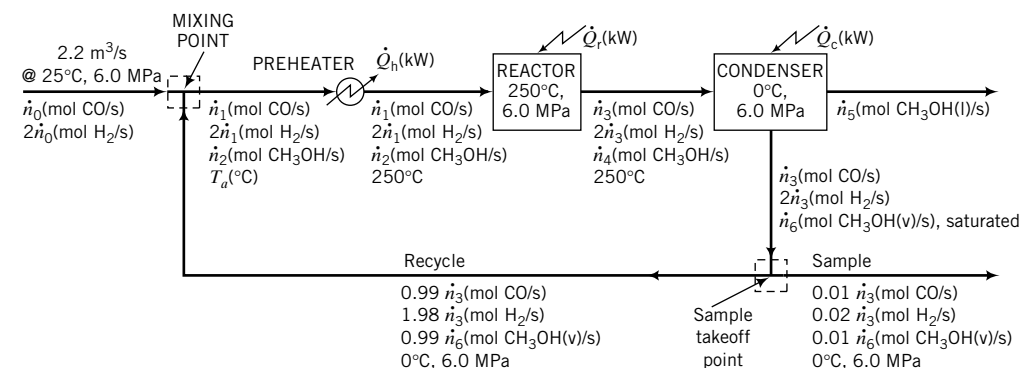 MIXING
POINT
2.2 m³/s
@ 25°C, 6.0 MPa
ṅ₀(mol CO/s)
2ṅ₀(mol H₂/s)
ṅ₁(mol CO/s)
2ṅ₁(mol H₂/s)
ṅ₂(mol CH₃OH/s)
Tₐ(°C)
PREHEATER
Q̇ₕ(kW)
ṅ₁(mol CO/s)
2ṅ₁(mol H₂/s)
ṅ₂(mol CH₃OH/s)
250°C
Q̇ᵣ(kW)
REACTOR
250°C,
6.0 MPa
ṅ₃(mol CO/s)
2ṅ₃(mol H₂/s)
ṅ₄(mol CH₃OH/s)
250°C
Q̇c(kW)
CONDENSER
0°C,
6.0 MPa
ṅ₅(mol CH₃OH(l)/s)
ṅ₃(mol CO/s)
2ṅ₃(mol H₂/s)
ṅ₆(mol CH₃OH(v)/s), saturated
Recycle
0.99 ṅ₃(mol CO/s)
1.98 ṅ₃(mol H₂/s)
0.99 ṅ₆(mol CH₃OH(v)/s)
0°C, 6.0 MPa
Sample
takeoff
point
Sample
0.01 ṅ₃(mol CO/s)
0.02 ṅ₃(mol H₂/s)
0.01 ṅ₆(mol CH₃OH(v)/s)
0°C, 6.0 MPa